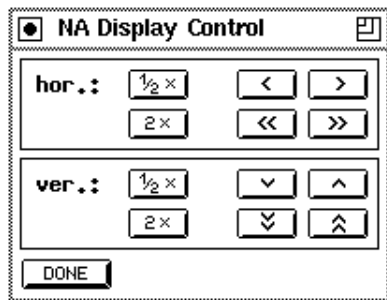 NA Display Control
hor.: ½ × < >
2 × << >>
ver.: ½ ×
2 ×
DONE